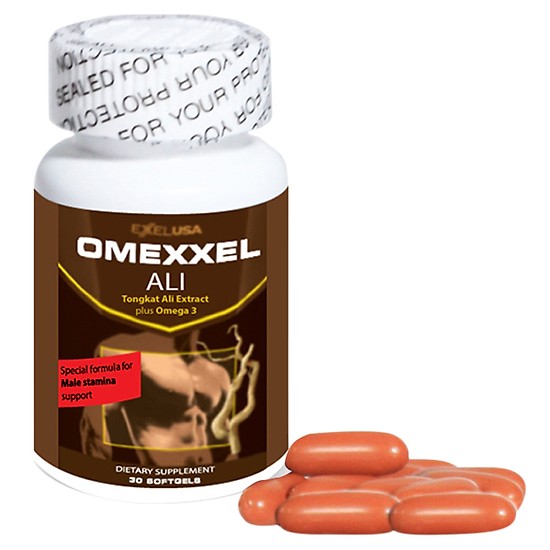 SEALED FOR YOUR PROTECTION
FOR YOUR PROTE
EXELUSA
OMEXXEL
ALI
Tongkat Ali Extract
plus Omega 3
Special formula for
Male stamina
support
DIETARY SUPPLEMENT
30 SOFTGELS